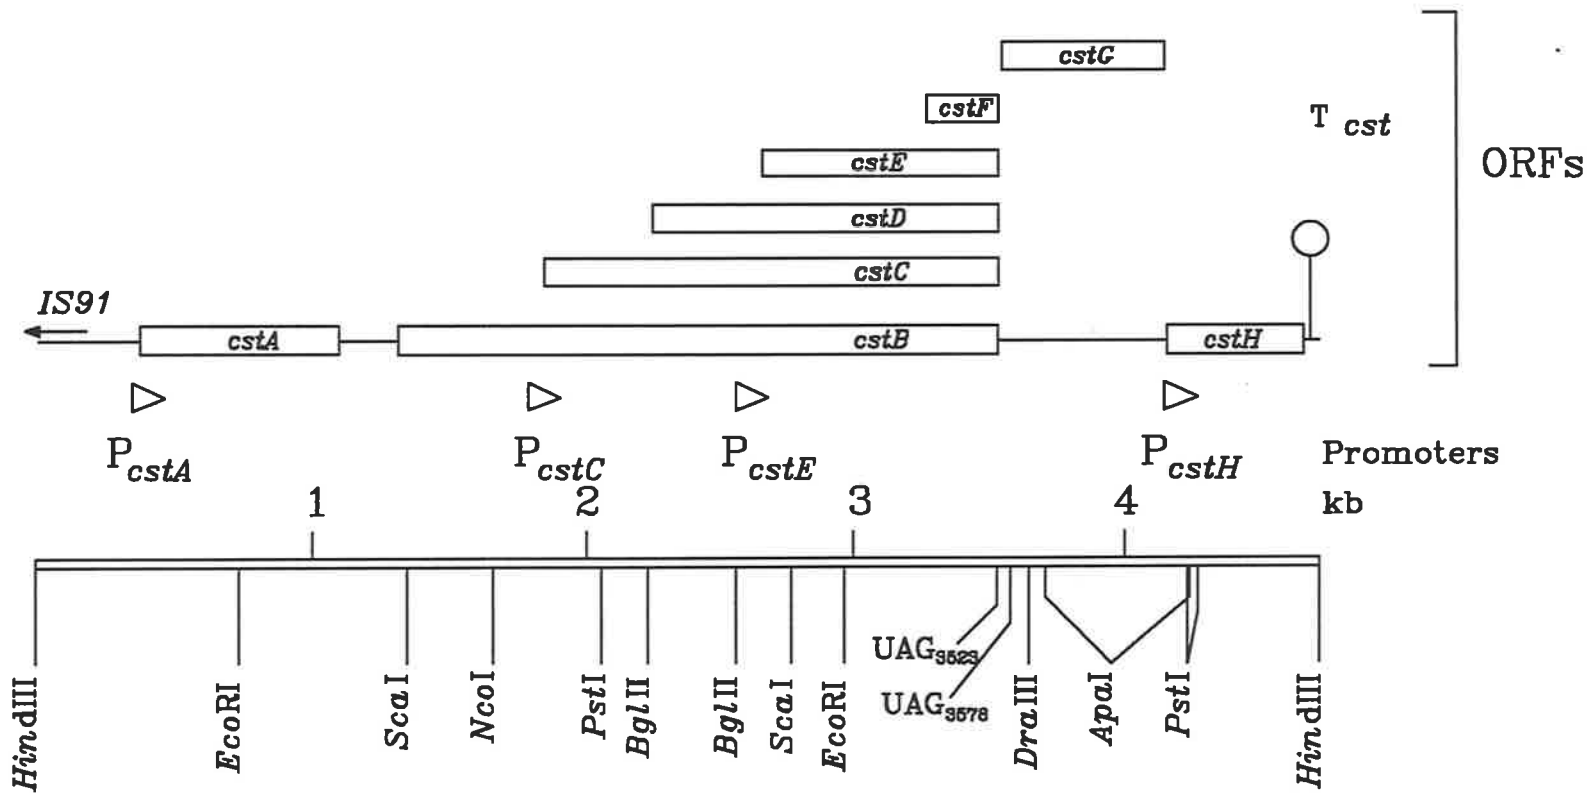 cstG
cstF
T cst
ORFs
cstE
cstD
cstC
IS91
cstA
cstB
cstH
PcstA
PcstC
PcstE
PcstH
Promoters
1
2
3
4
kb
UAG3523
UAG3578
HindIII
EcoRI
ScaI
NcoI
PstI
BglII
BglII
ScaI
EcoRI
DraIII
ApaI
PstI
HindIII